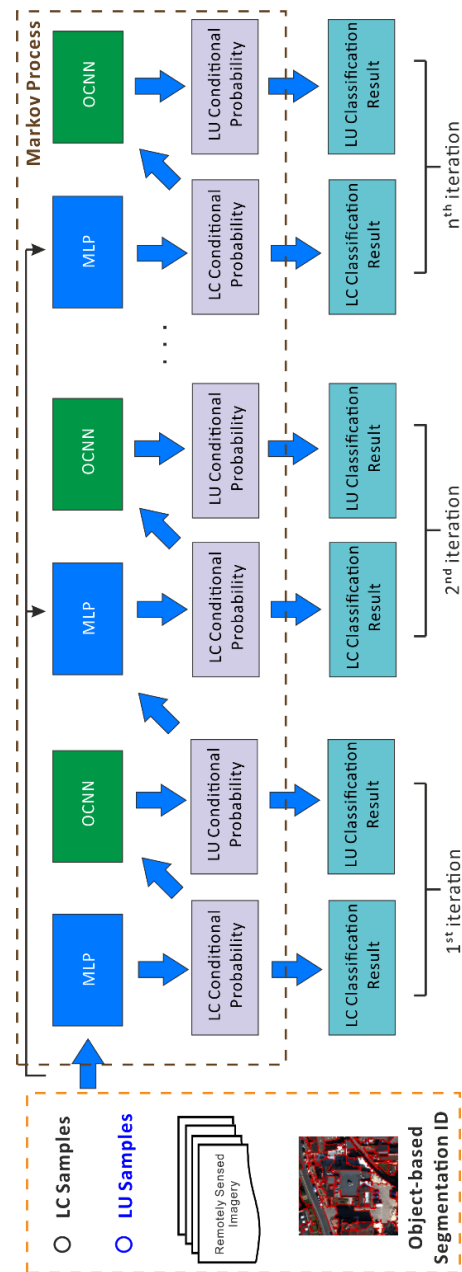 LC Samples
LU Samples
Remotely Sensed
Imagery
Object-based
Segmentation ID
Markov Process
MLP
OCNN
MLP
OCNN
. . .
MLP
OCNN
LC Conditional
Probability
LU Conditional
Probability
LC Conditional
Probability
LU Conditional
Probability
LC Conditional
Probability
LU Conditional
Probability
LC Classification
Result
LU Classification
Result
LC Classification
Result
LU Classification
Result
LC Classification
Result
LU Classification
Result
1st iteration
2nd iteration
nth iteration